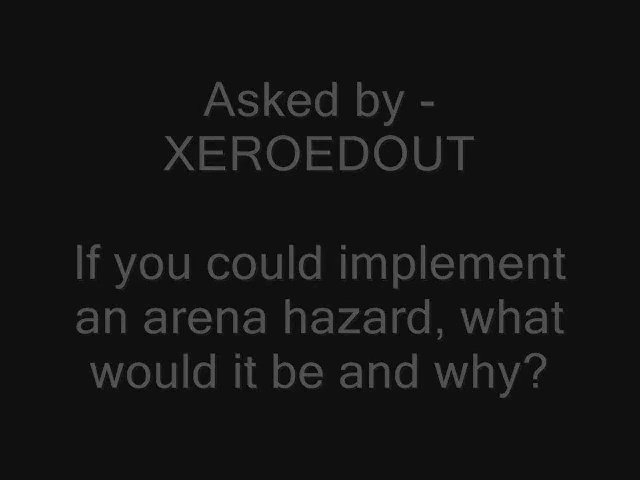 Asked by -
XEROEDOUT
If you could implement
an arena hazard, what
would it be and why?